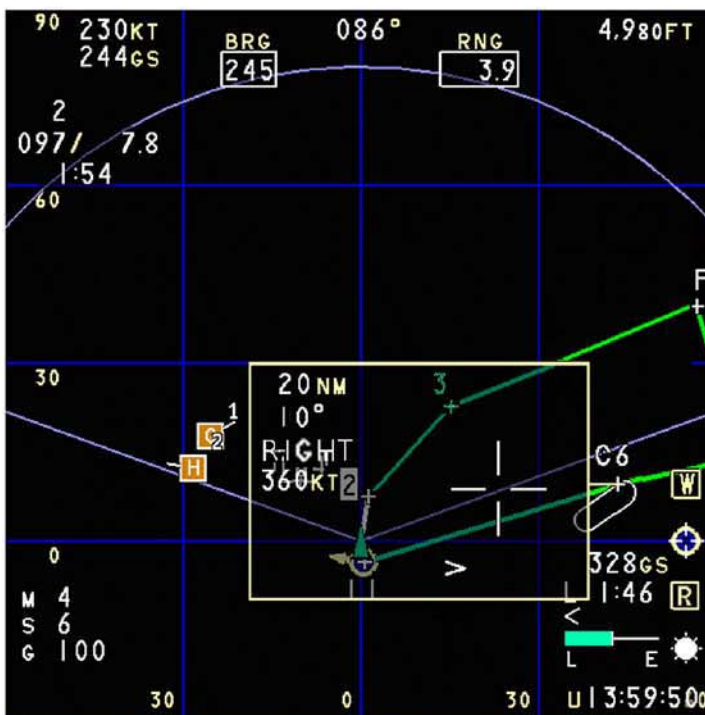 90 230KT 086° 4,980FT
244GS BRG RNG
245 3.9
2
097/ 7.8
1:54
60
F
30
20NM 3
10°
1
G
2
RIGHT
360KT 2
H
C6
W
0
328GS
L 1:46 R
<
>
M 4
S 6
G 100
L E
30 0 30 U 13:59:50